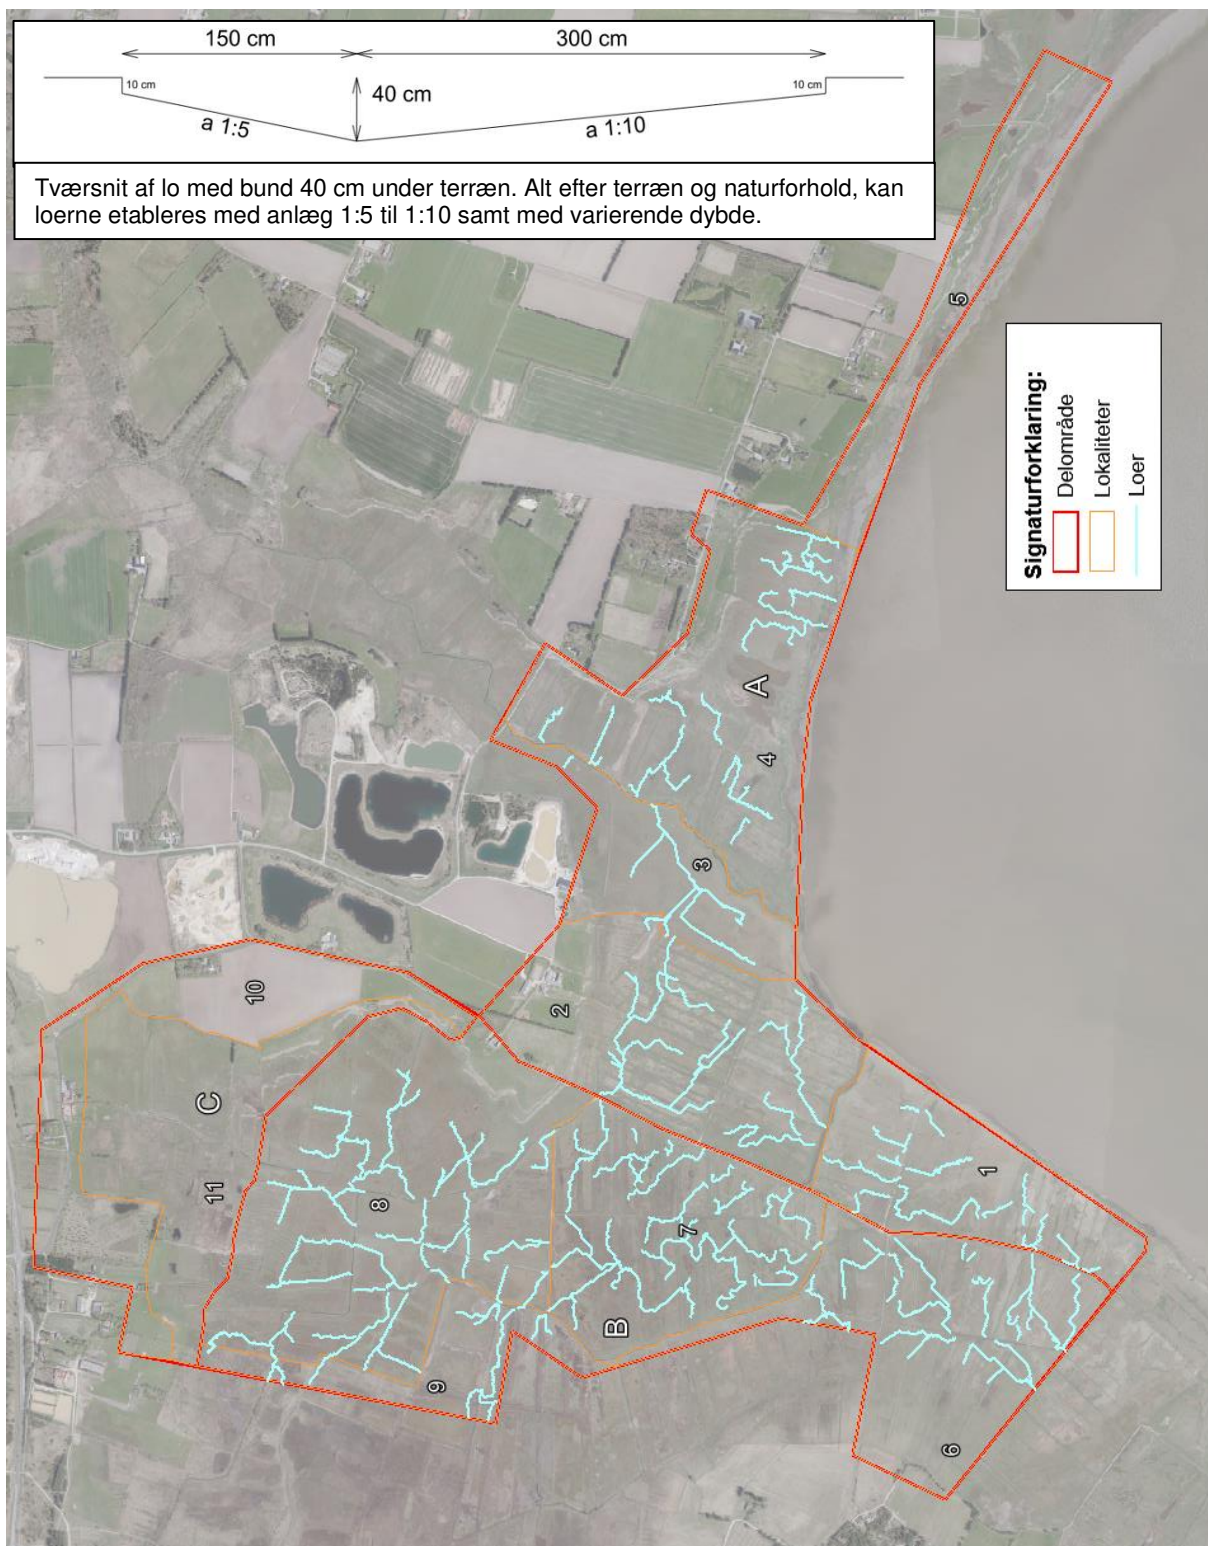 150 cm
300 cm
10 cm
40 cm
10 cm
a 1:5
a 1:10
Tværsnit af lo med bund 40 cm under terræn. Alt efter terræn og naturforhold, kan
loerne etableres med anlæg 1:5 til 1:10 samt med varierende dybde.
Signaturforklaring:
Delområde
Lokaliteter
Loer
5
A
4
3
2
10
C
11
8
7
1
B
9
6